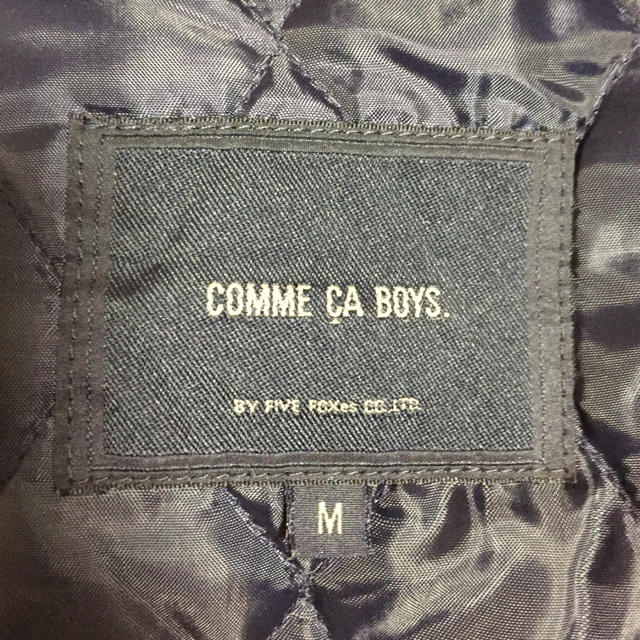 COMME ÇA BOYS.
BY FIVE FOXes CO.,LTD.
M